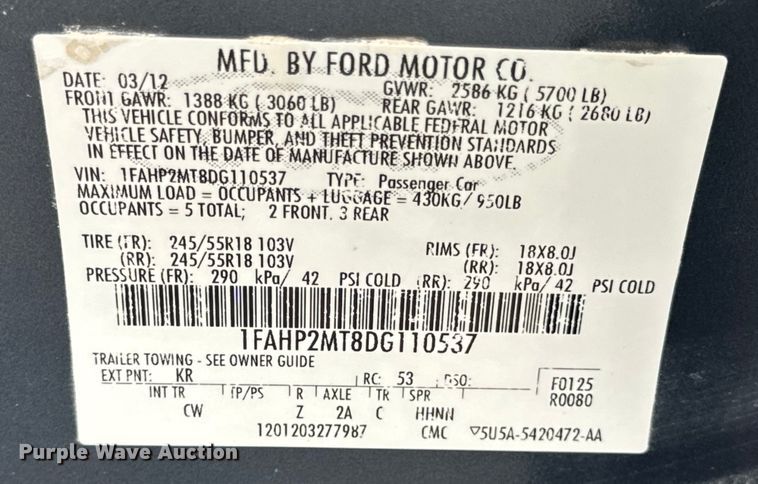 MFD. BY FORD MOTOR CO.
DATE: 03/12 GVWR: 2586 KG (5700 LB)
FRONT GAWR: 1388 KG (3060 LB) REAR GAWR: 1216 KG (2680 LB)
THIS VEHICLE CONFORMS TO ALL APPLICABLE FEDERAL MOTOR
VEHICLE SAFETY, BUMPER, AND THEFT PREVENTION STANDARDS
IN EFFECT ON THE DATE OF MANUFACTURE SHOWN ABOVE.
VIN: 1FAHP2MT8DG110537 TYPE: Passenger Car
MAXIMUM LOAD = OCCUPANTS + LUGGAGE = 430KG/ 950LB
OCCUPANTS = 5 TOTAL; 2 FRONT. 3 REAR
TIRE (FR): 245/55R18 103V RIMS (FR): 18X8.0J
(RR): 245/55R18 103V (RR): 18X8.0J
PRESSURE (FR): 290 kPa/ 42 PSI COLD (RR): 290 kPa/ 42 PSI COLD
1FAHP2MT8DG110537
TRAILER TOWING - SEE OWNER GUIDE
EXT PNT: KR RC: 53 DSO: F0125
INT TR TP/PS R AXLE TR SPR R0080
CW Z 2A C HHNN
1201203277987 CMC ▽5U5A-5420472-AA
Purple Wave Auction